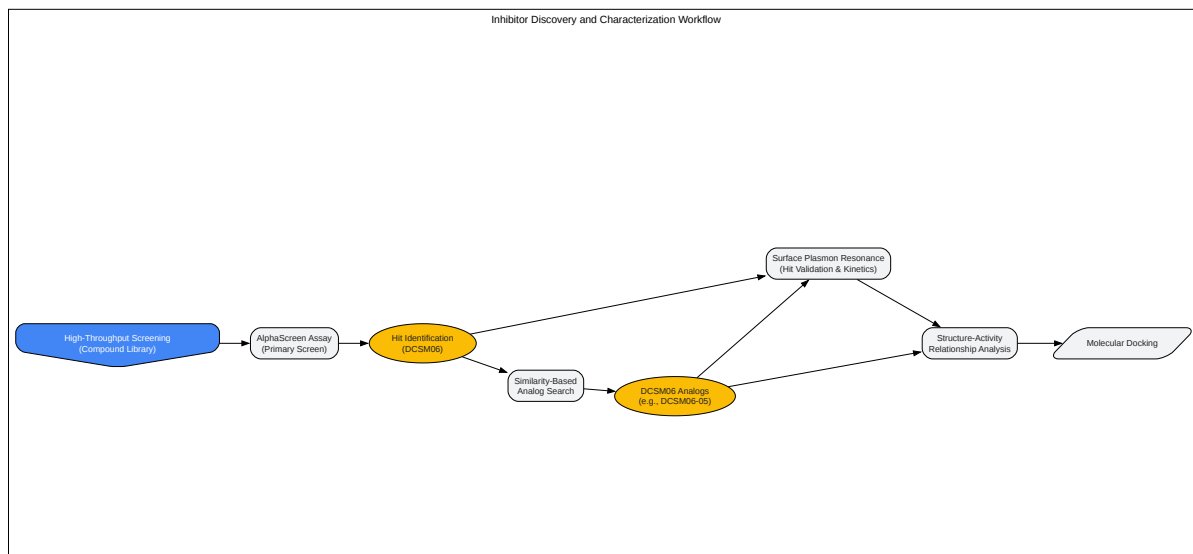 Inhibitor Discovery and Characterization Workflow
High-Throughput Screening
(Compound Library)
AlphaScreen Assay
(Primary Screen)
Hit Identification
(DCSM06)
Similarity-Based
Analog Search
DCSM06 Analogs
(e.g., DCSM06-05)
Surface Plasmon Resonance
(Hit Validation & Kinetics)
Structure-Activity
Relationship Analysis
Molecular Docking